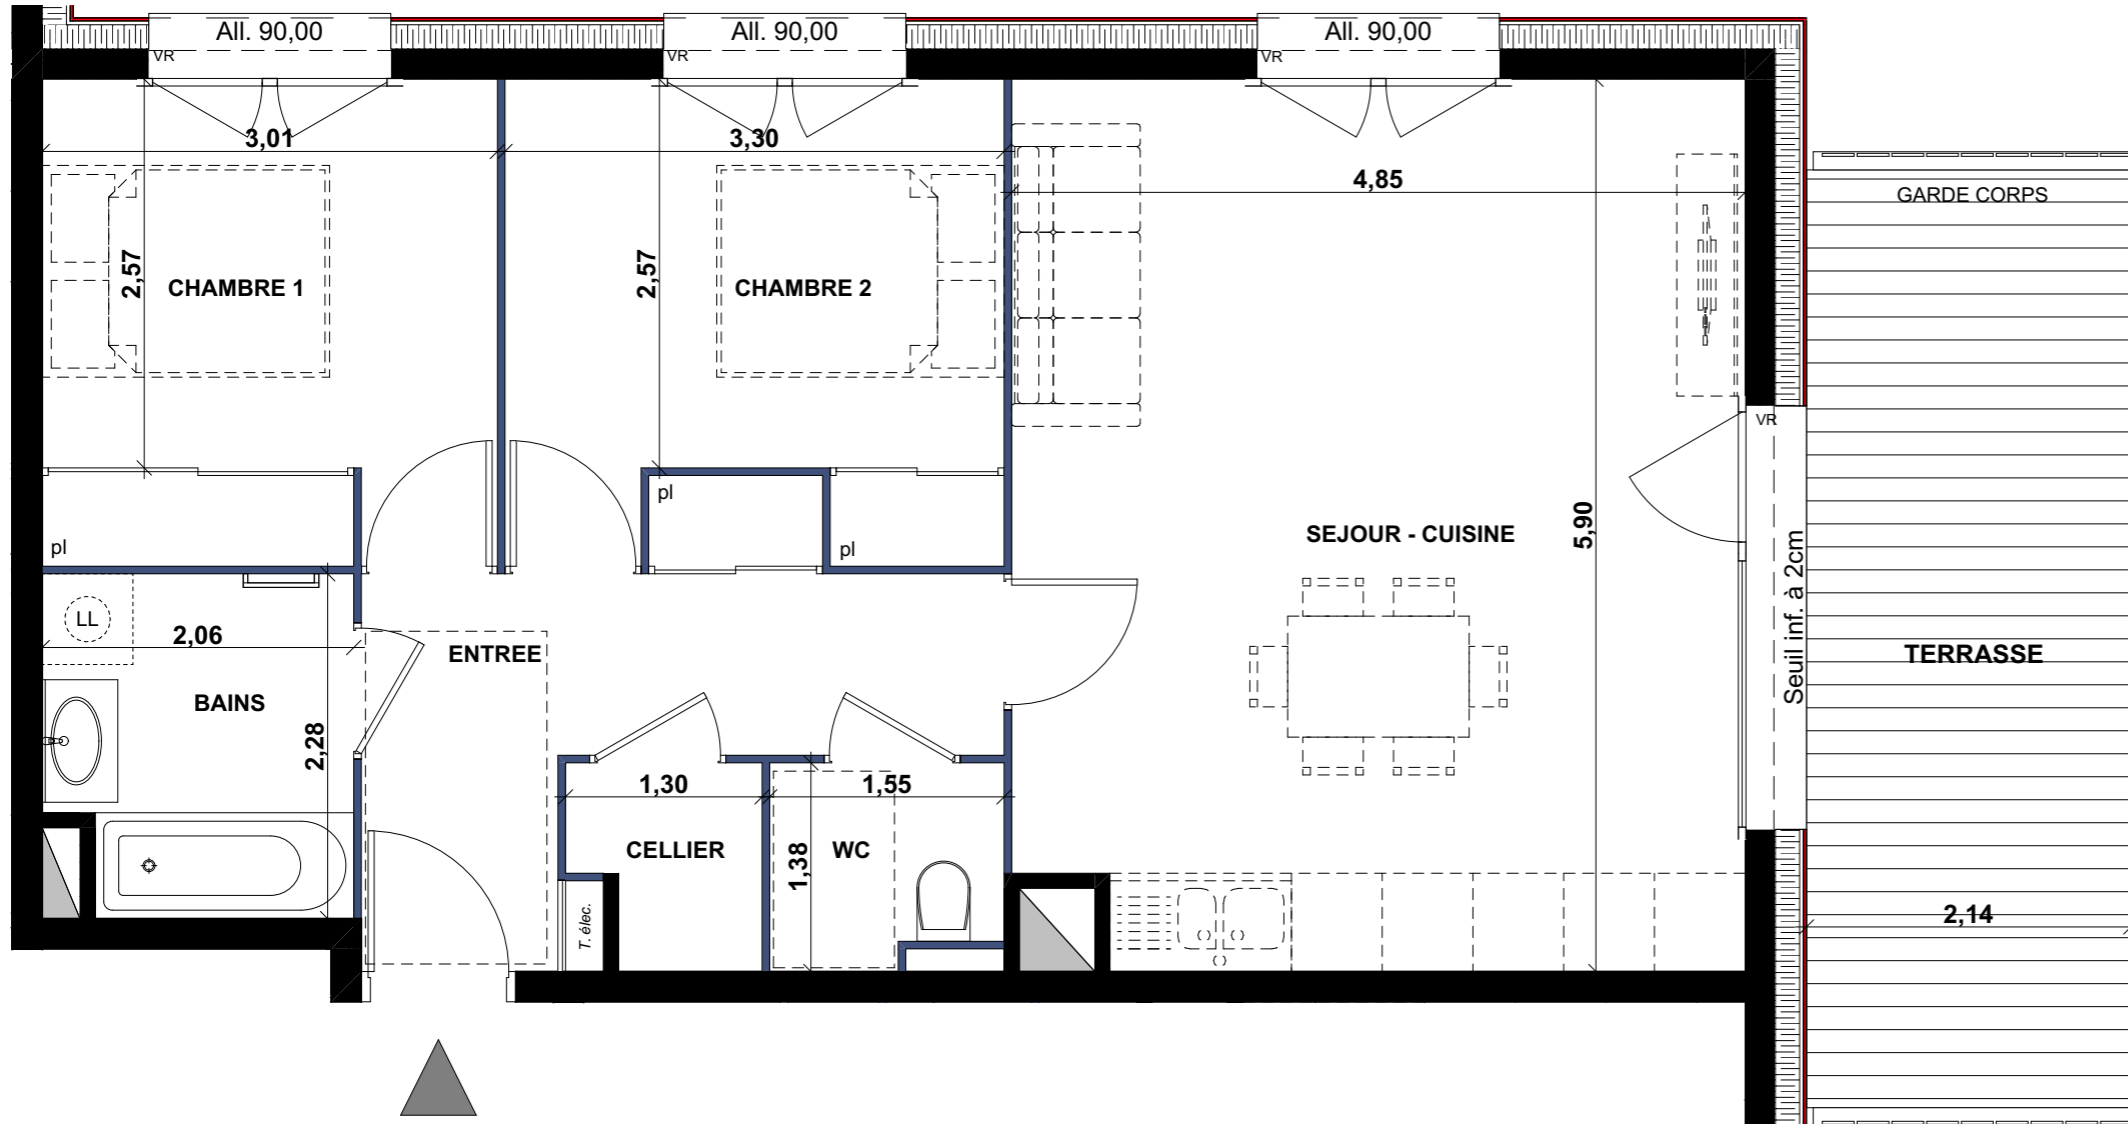 All. 90,00
All. 90,00
All. 90,00
VR
VR
VR
3,01
3,30
4,85
GARDE CORPS
2,57
CHAMBRE 1
2,57
CHAMBRE 2
VR
pl
pl
pl
SEJOUR - CUISINE
5,90
Seuil inf. à 2cm
LL
2,06
ENTREE
TERRASSE
BAINS
2,28
1,30
1,55
CELLIER
1,38
WC
T. élec.
2,14